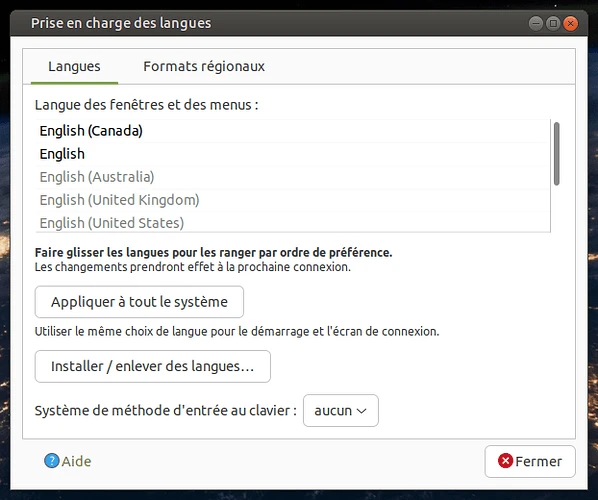 Prise en charge des langues
Langues Formats régionaux
Langue des fenêtres et des menus :
English (Canada)
English
English (Australia)
English (United Kingdom)
English (United States)
Faire glisser les langues pour les ranger par ordre de préférence.
Les changements prendront effet à la prochaine connexion.
Appliquer à tout le système
Utiliser le même choix de langue pour le démarrage et l'écran de connexion.
Installer / enlever des langues…
Système de méthode d'entrée au clavier : aucun
Aide Fermer